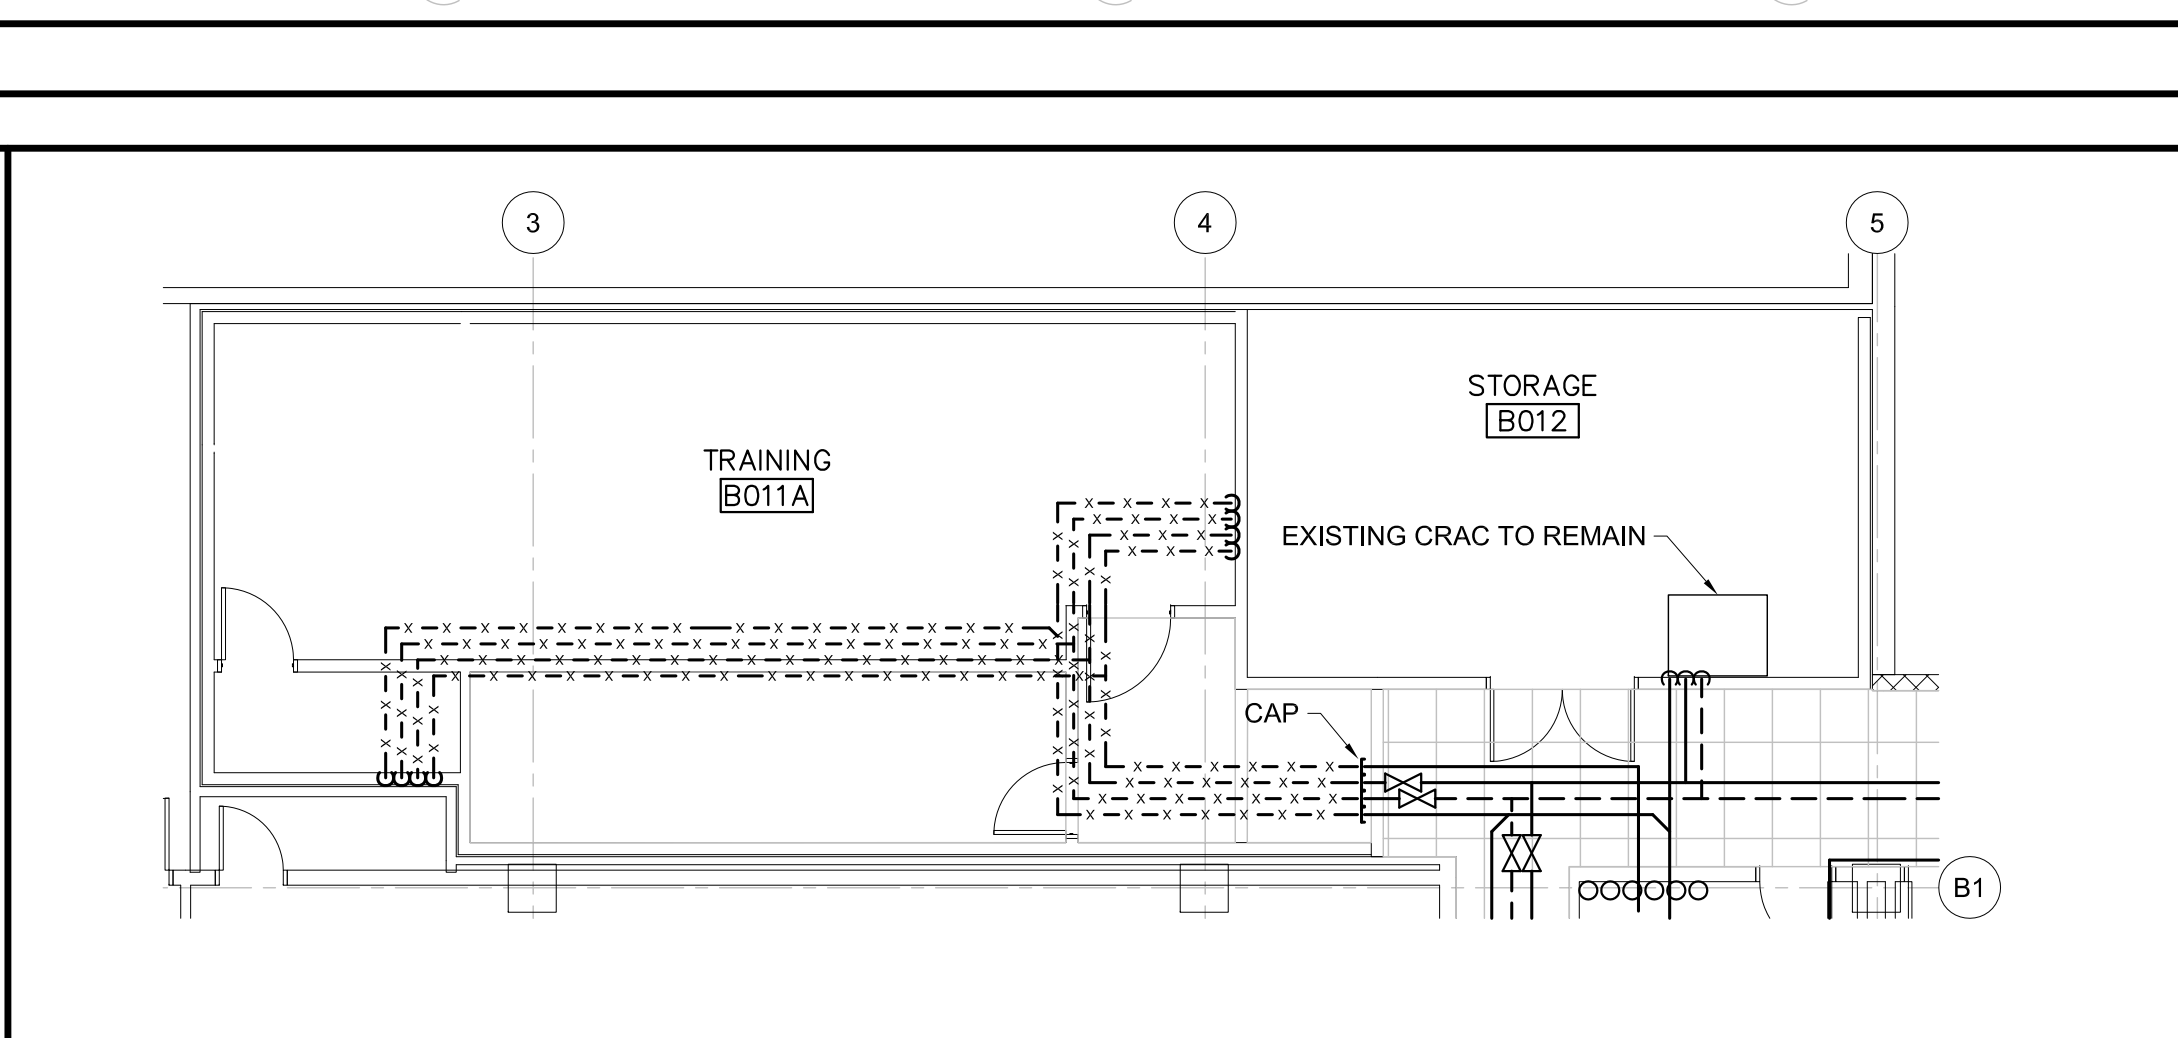 3
4
5
STORAGE
B012
TRAINING
B011A
EXISTING CRAC TO REMAIN
CAP
B1